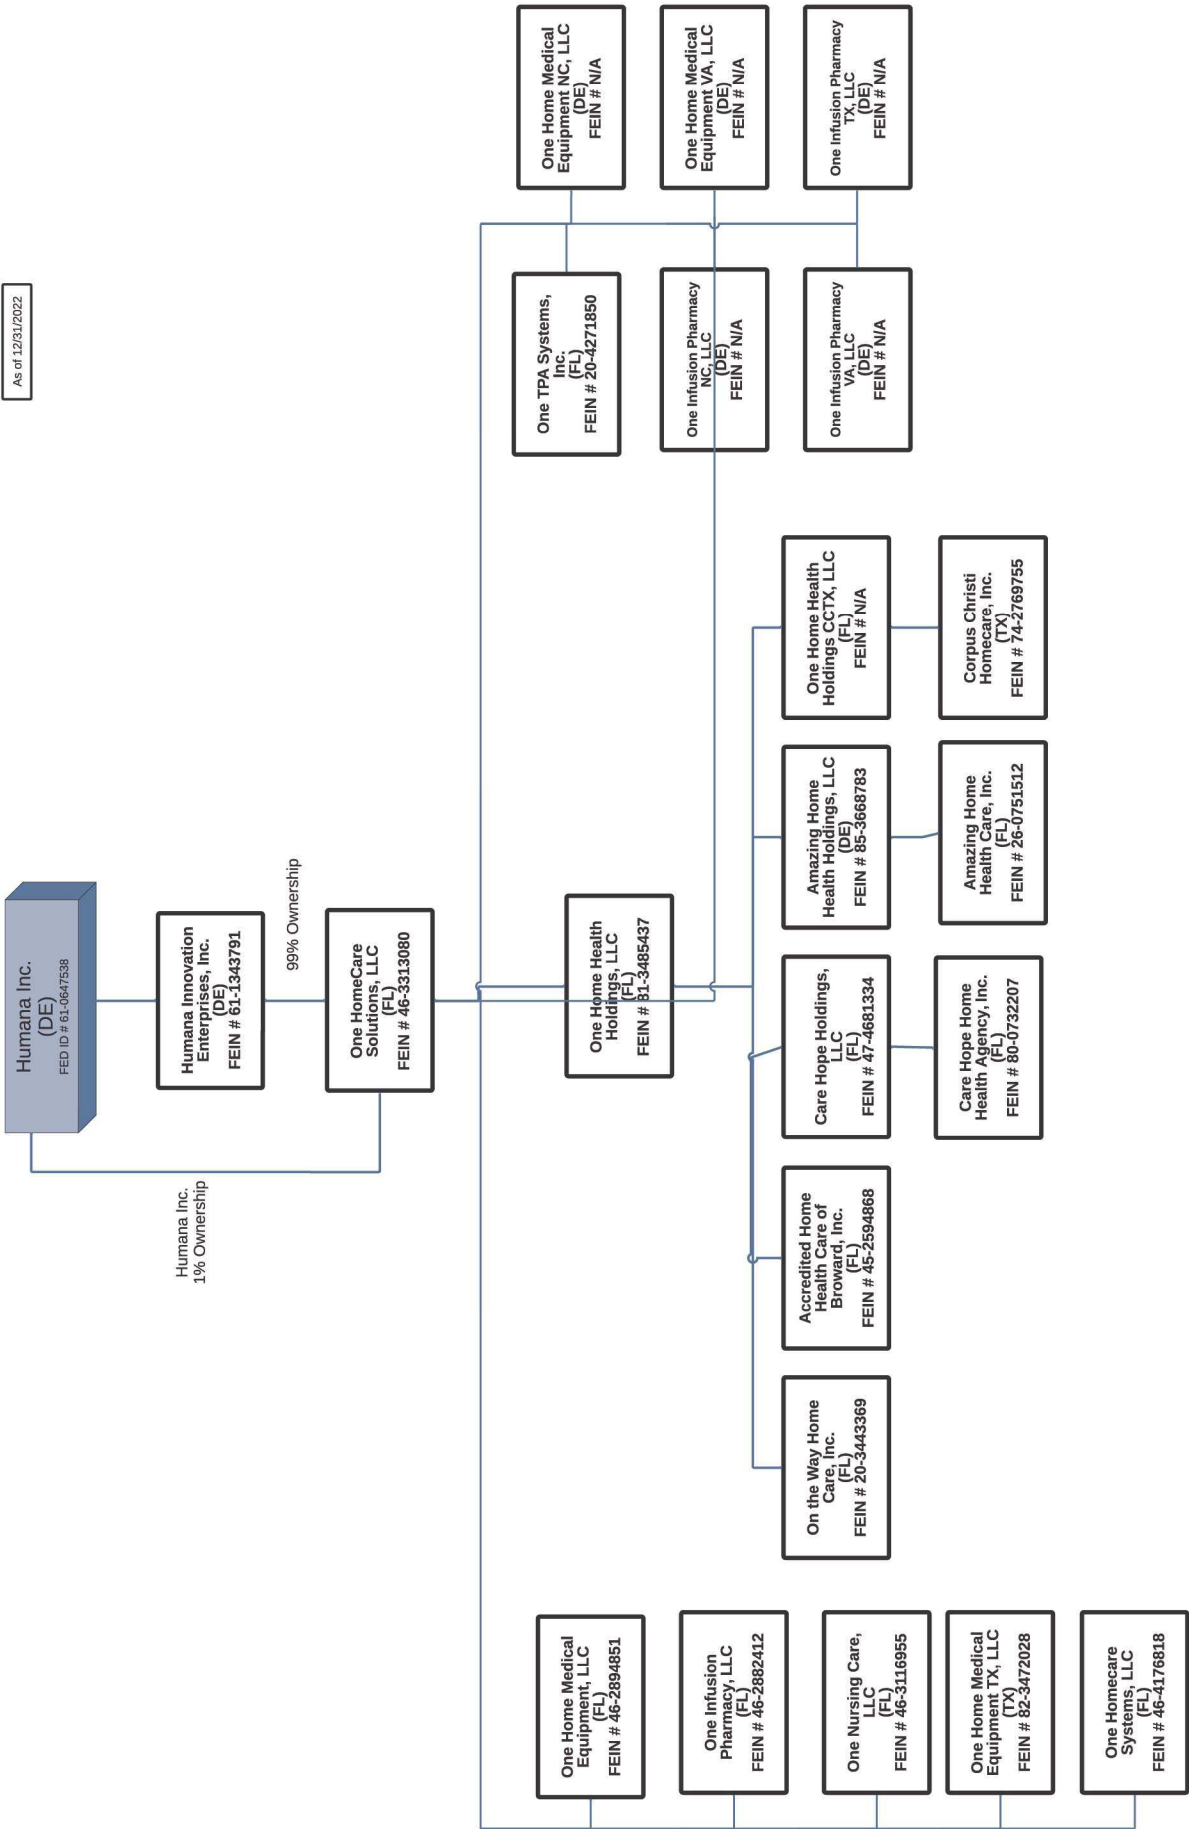 As of 12/31/2022
Humana Inc.
(DE)
FED ID # 61-0647538
Humana Inc.
1% Ownership
Humana Innovation
Enterprises, Inc.
(DE)
FEIN # 61-1343791
99% Ownership
One HomeCare
Solutions, LLC
(FL)
FEIN # 46-3313080
One Home Medical
Equipment, LLC
(FL)
FEIN # 46-2894851
One Infusion
Pharmacy, LLC
(FL)
FEIN # 46-2882412
One Nursing Care,
LLC
(FL)
FEIN # 46-3116955
One Home Medical
Equipment TX, LLC
(TX)
FEIN # 82-3472028
One Homecare
Systems, LLC
(FL)
FEIN # 46-4176818
One Home Health
Holdings, LLC
(FL)
FEIN # 81-3485437
On the Way Home
Care, Inc.
(FL)
FEIN # 20-3443369
Accredited Home
Health Care of
Broward, Inc.
(FL)
FEIN # 45-2594868
Care Hope Holdings,
LLC
(FL)
FEIN # 47-4681334
Amazing Home
Health Holdings, LLC
(DE)
FEIN # 85-3668783
One Home Health
Holdings CCTX, LLC
(FL)
FEIN # N/A
Care Hope Home
Health Agency, Inc.
(FL)
FEIN # 80-0732207
Amazing Home
Health Care, Inc.
(FL)
FEIN # 26-0751512
Corpus Christi
Homecare, Inc.
(TX)
FEIN # 74-2769755
One TPA Systems,
Inc.
(FL)
FEIN # 20-4271850
One Home Medical
Equipment NC, LLC
(DE)
FEIN # N/A
One Infusion Pharmacy
NC, LLC
(DE)
FEIN # N/A
One Home Medical
Equipment VA, LLC
(DE)
FEIN # N/A
One Infusion Pharmacy
VA, LLC
(DE)
FEIN # N/A
One Infusion Pharmacy
TX, LLC
(DE)
FEIN # N/A